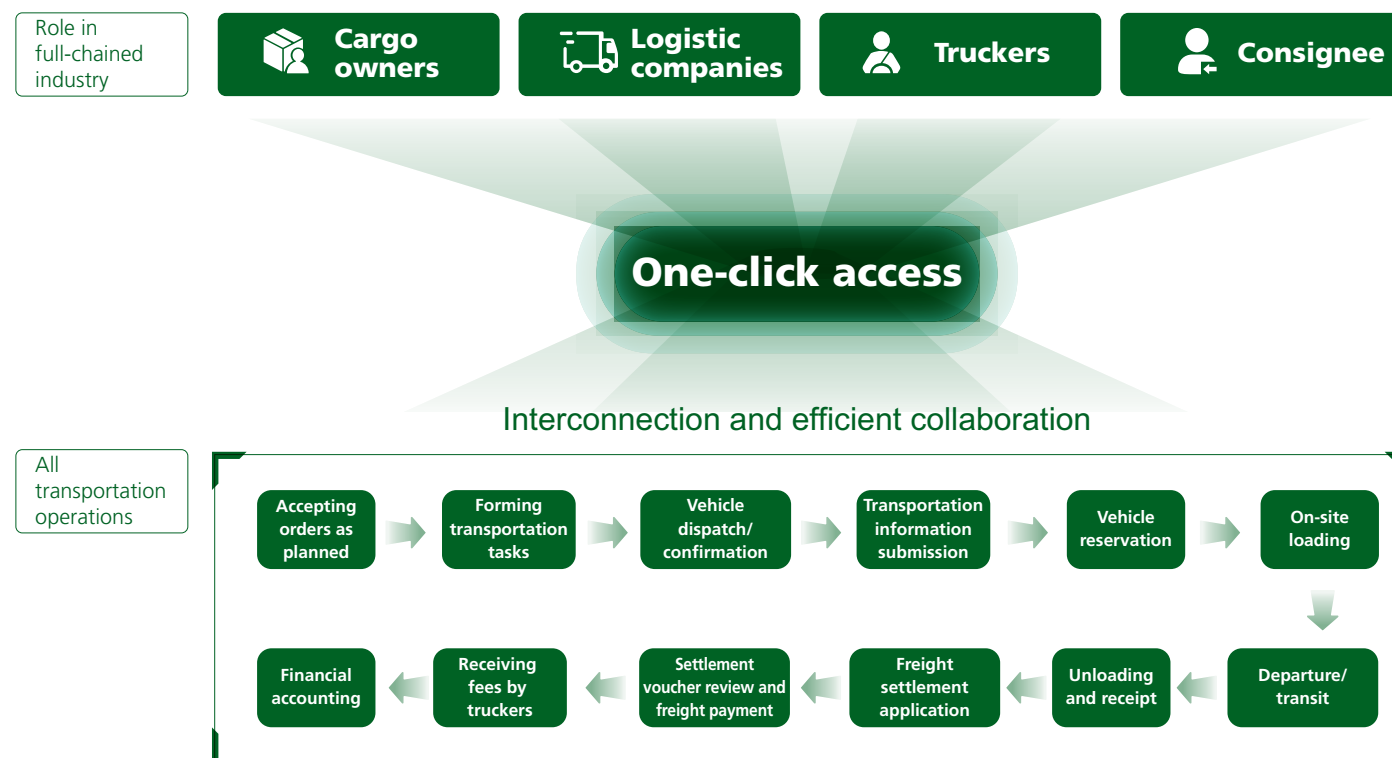 Role in
full-chained
industry
Cargo
owners
Logistic
companies
Truckers
Consignee
One-click access
Interconnection and efficient collaboration
All
transportation
operations
Accepting
orders as
planned
Forming
transportation
tasks
Vehicle
dispatch/
confirmation
Transportation
information
submission
Vehicle
reservation
On-site
loading
Financial
accounting
Receiving
fees by
truckers
Settlement
voucher review and
freight payment
Freight
settlement
application
Unloading
and receipt
Departure/
transit